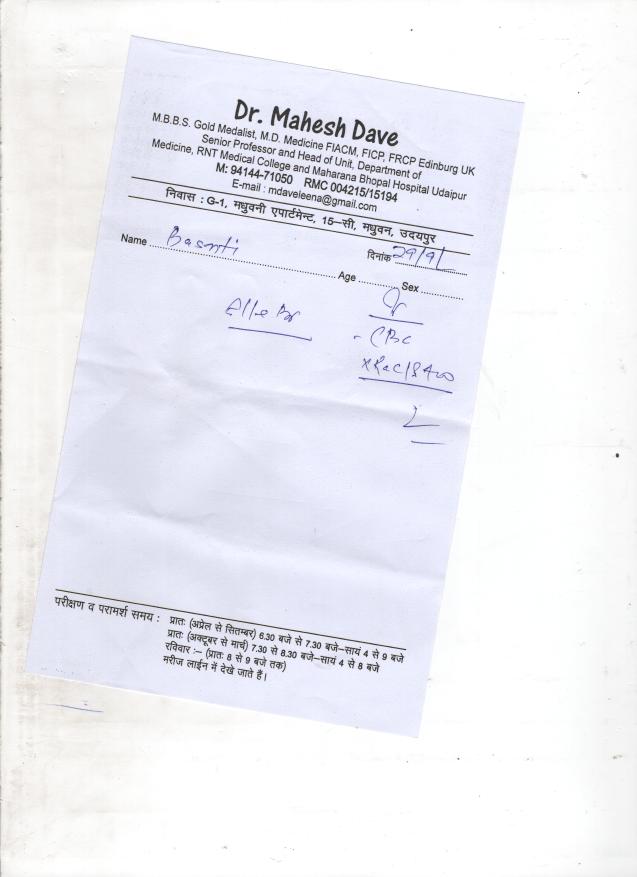 Dr. Mahesh Dave
M.B.B.S. Gold Medalist, M.D. Medicine FIACM, FICP, FRCP Edinburg UK
Senior Professor and Head of Unit, Department of
Medicine, RNT Medical College and Maharana Bhopal Hospital Udaipur
M: 94144-71050 RMC 004215/15194
E-mail : mdaveleena@gmail.com
निवास : G-1, मधुवनी एपार्टमेन्ट, 15–सी, मधुवन, उदयपुर
दिनांक 29/9/
Name Basnti
Age Sex
CBC
परीक्षण व परामर्श समय : प्रातः (अप्रेल से सितम्बर) 6.30 बजे से 7.30 बजे–सायं 4 से 9 बजे
प्रातः (अक्टूबर से मार्च) 7.30 से 8.30 बजे–सायं 4 से 8 बजे
रविवार :– (प्रातः 8 से 9 बजे तक)
मरीज लाईन में देखे जाते हैं।